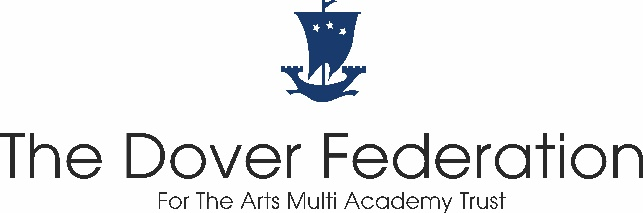 The Dover Federation
For The Arts Multi Academy Trust